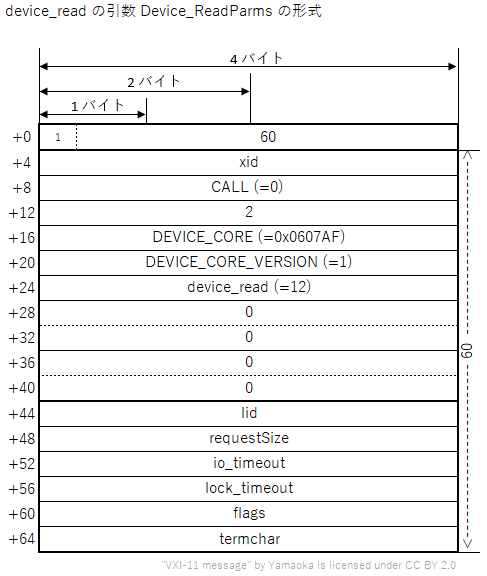 device_read の引数 Device_ReadParms の形式
4 バイト
2 バイト
1 バイト
+0 1 60
+4 xid
+8 CALL (=0)
+12 2
+16 DEVICE_CORE (=0x0607AF)
+20 DEVICE_CORE_VERSION (=1)
+24 device_read (=12)
+28 0
+32 0
+36 0
+40 0
60
+44 lid
+48 requestSize
+52 io_timeout
+56 lock_timeout
+60 flags
+64 termchar
"VXI-11 message" by Yamaoka is licensed under CC BY 2.0